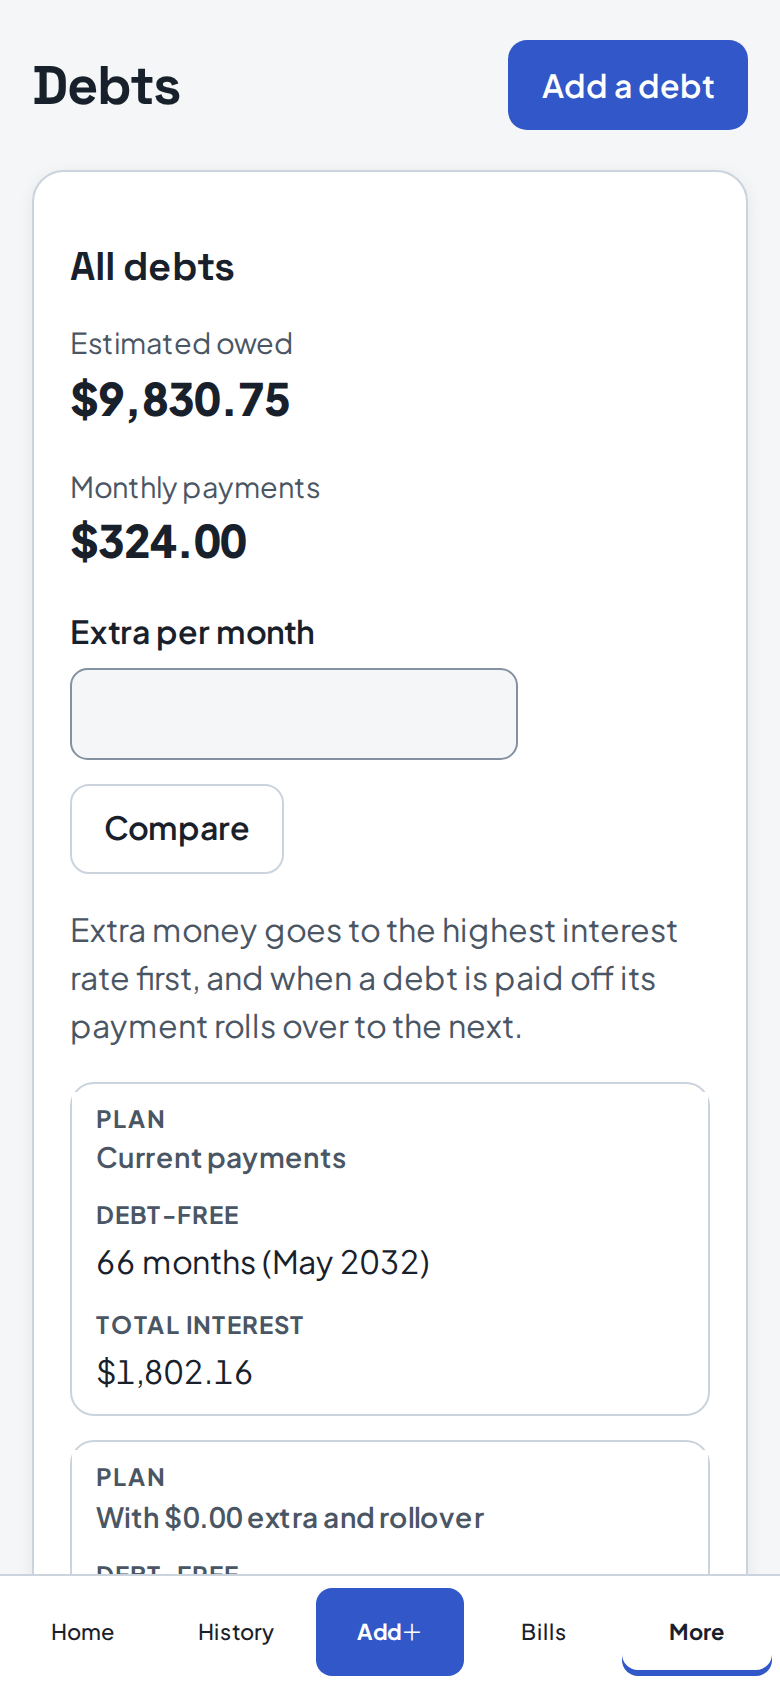 Debts
Add a debt
All debts
Estimated owed
$9,830.75
Monthly payments
$324.00
Extra per month
Compare
Extra money goes to the highest interest
rate first, and when a debt is paid off its
payment rolls over to the next.
PLAN
Current payments
DEBT-FREE
66 months (May 2032)
TOTAL INTEREST
$1,802.16
PLAN
With $0.00 extra and rollover
DEBT-FREE
Home
History
Add+
Bills
More